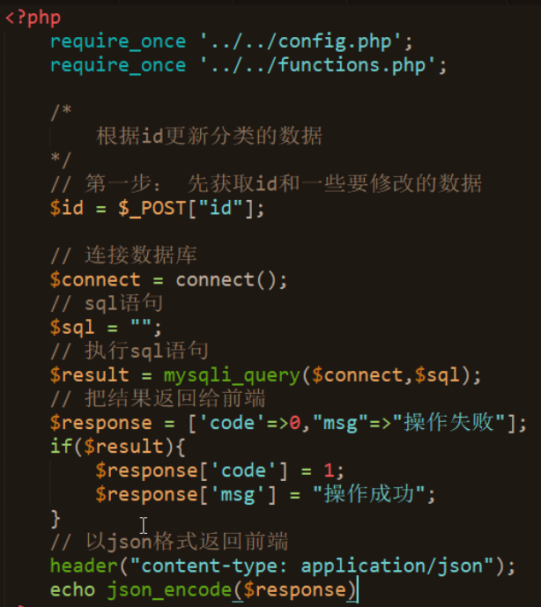 <?php
require_once '../../config.php';
require_once '../../functions.php';
/*
根据id更新分类的数据
*/
// 第一步： 先获取id和一些要修改的数据
$id = $_POST["id"];
// 连接数据库
$connect = connect();
// sql语句
$sql = "";
// 执行sql语句
$result = mysqli_query($connect,$sql);
// 把结果返回给前端
$response = ['code'=>0,"msg"=>"操作失败"];
if($result){
$response['code'] = 1;
$response['msg'] = "操作成功";
}
// 以json格式返回前端
header("content-type: application/json");
echo json_encode($response)